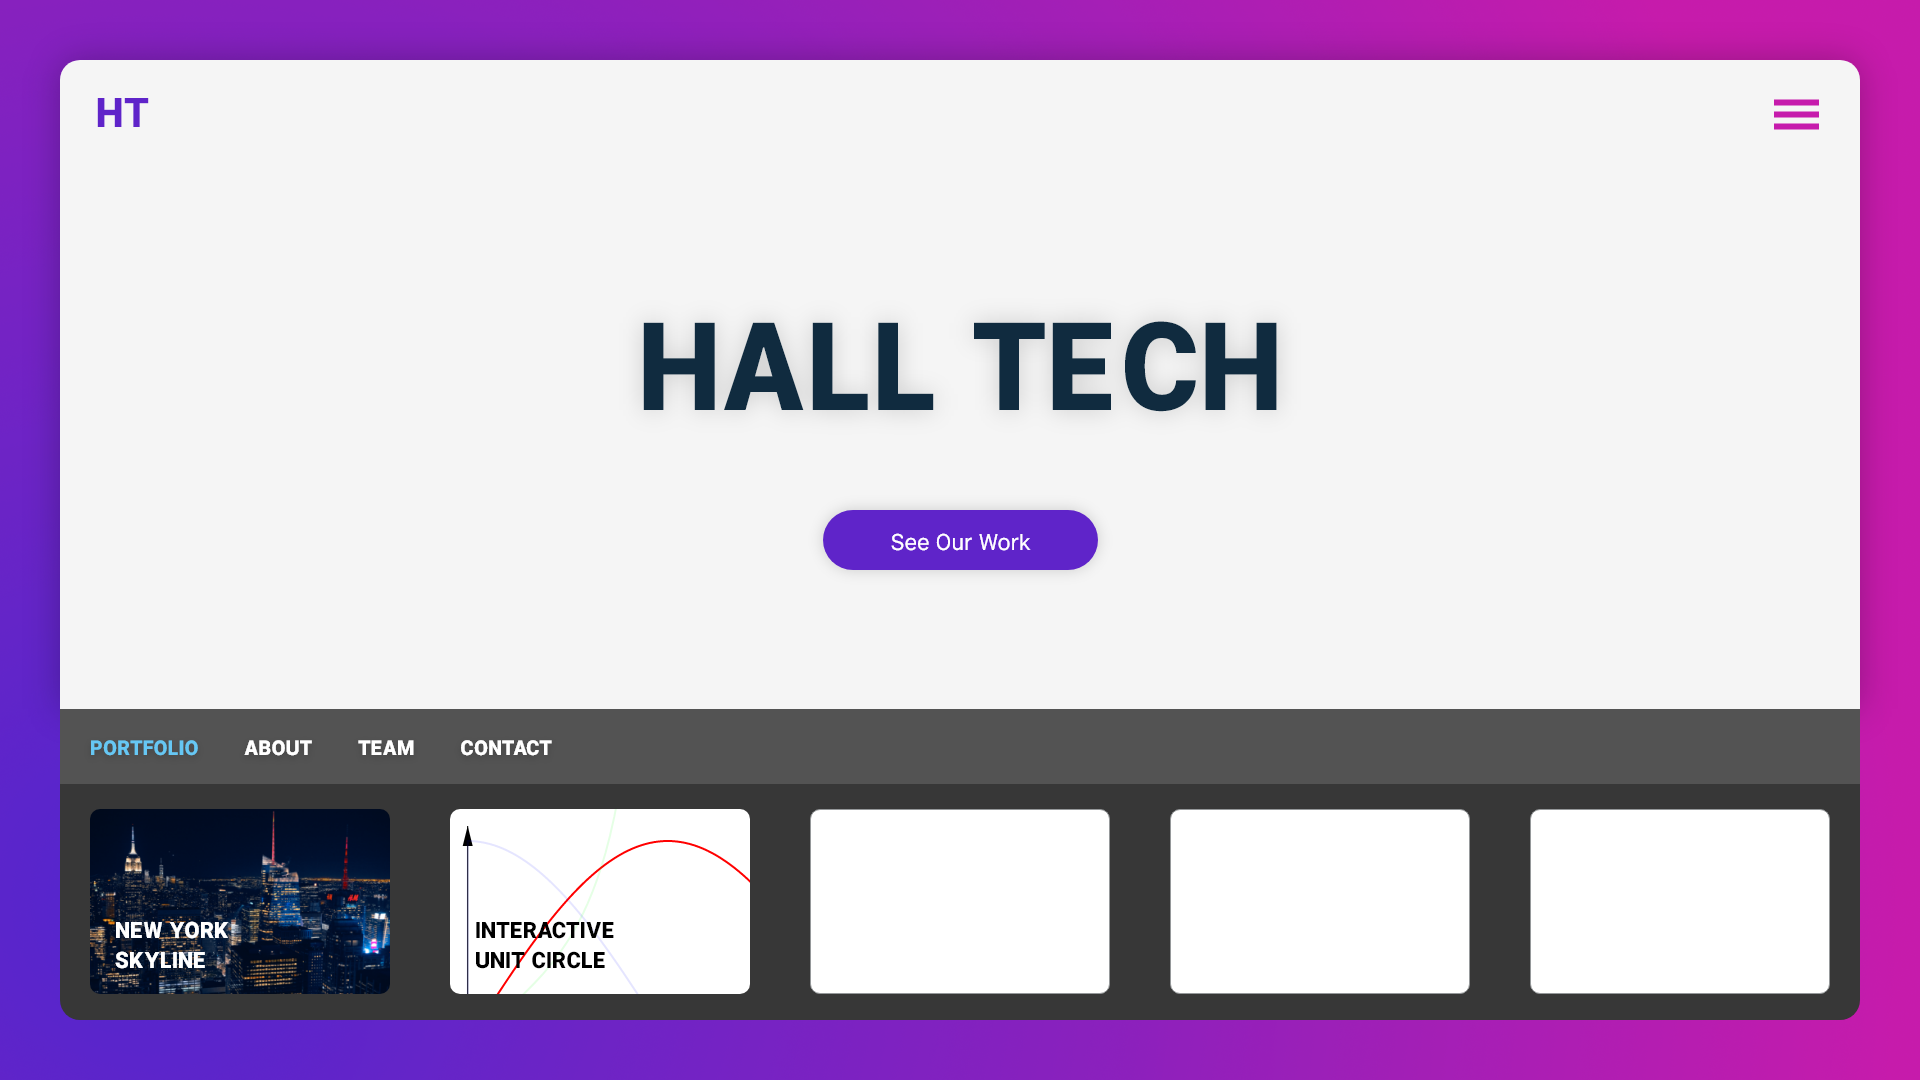 HT
HALL TECH
See Our Work
PORTFOLIO ABOUT TEAM CONTACT
NEW YORK
SKYLINE
INTERACTIVE
UNIT CIRCLE